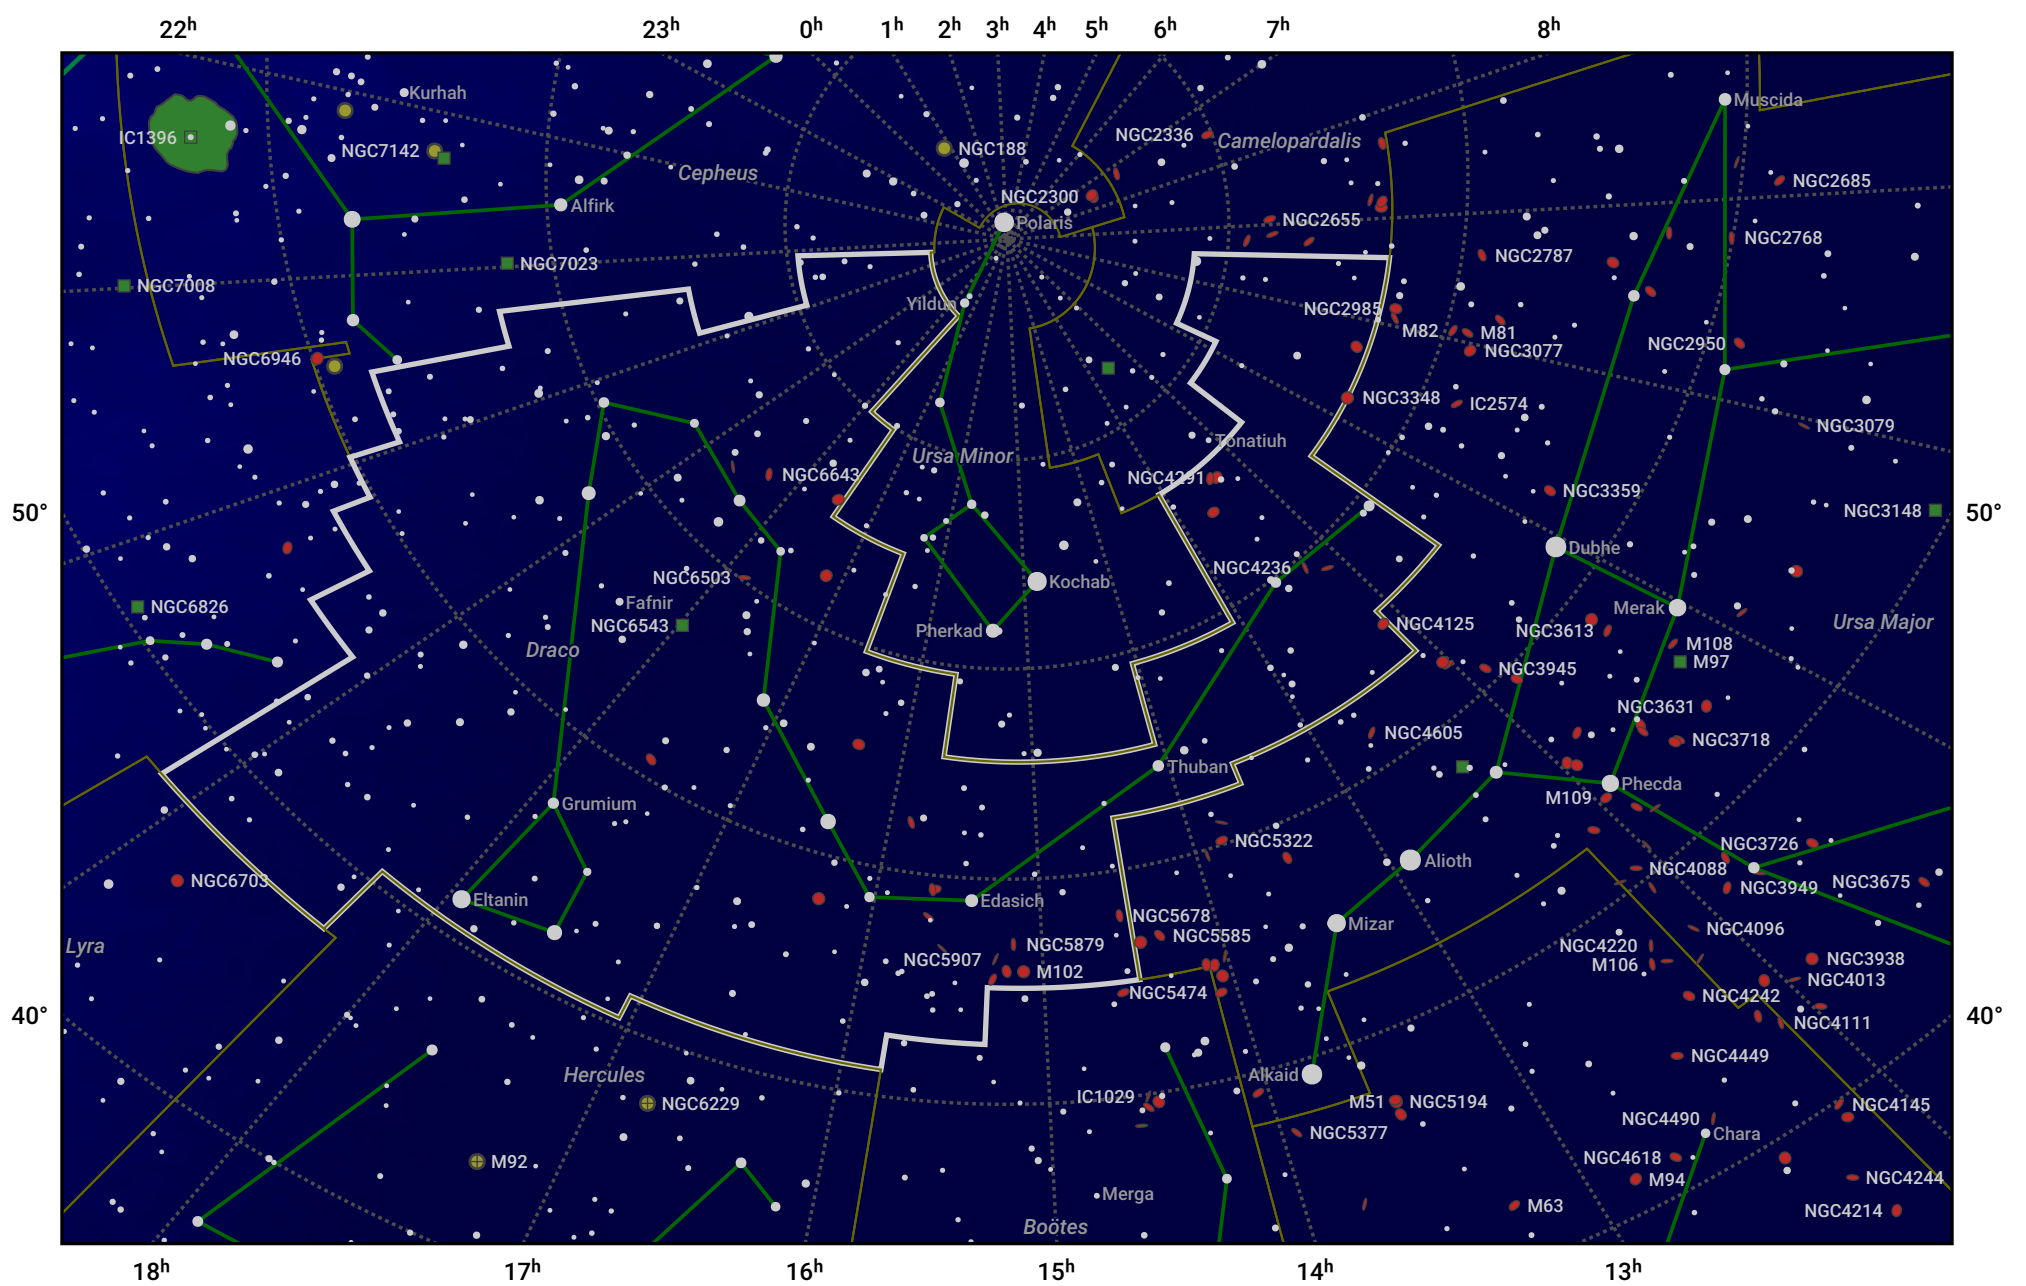 22ʰ 23ʰ 0ʰ 1ʰ 2ʰ 3ʰ 4ʰ 5ʰ 6ʰ 7ʰ 8ʰ
Kurhah
Muscida
IC1396
NGC7142
NGC188
NGC2336
Camelopardalis
Cepheus
NGC2685
NGC2300
Alfirk
Polaris
NGC2655
NGC2768
NGC7023
NGC2787
NGC7008
Yildun
NGC2985
M82
M81
NGC3077
NGC2950
NGC6946
NGC3348
IC2574
NGC3079
Tonatiuh
Ursa Minor
NGC6643
NGC4291
NGC3359
50°
NGC3148
50°
Dubhe
NGC6503
NGC4236
Kochab
Fafnir
NGC6826
Merak
NGC6543
NGC4125
NGC3613
Ursa Major
Pherkad
Draco
M108
M97
NGC3945
NGC3631
NGC4605
NGC3718
Thuban
Phecda
M109
Grumium
NGC5322
NGC3726
Alioth
NGC4088
NGC6703
NGC3949
NGC3675
Eltanin
Edasich
NGC5678
Mizar
NGC4096
NGC5585
Lyra
NGC5879
NGC4220
NGC5907
NGC3938
M106
M102
NGC4013
NGC5474
NGC4242
40°
NGC4111
40°
NGC4449
Hercules
Alkaid
IC1029
NGC6229
M51
NGC5194
NGC4145
NGC4490
NGC5377
Chara
M92
NGC4618
M94
NGC4244
Merga
M63
NGC4214
Boötes
18ʰ 17ʰ 16ʰ 15ʰ 14ʰ 13ʰ